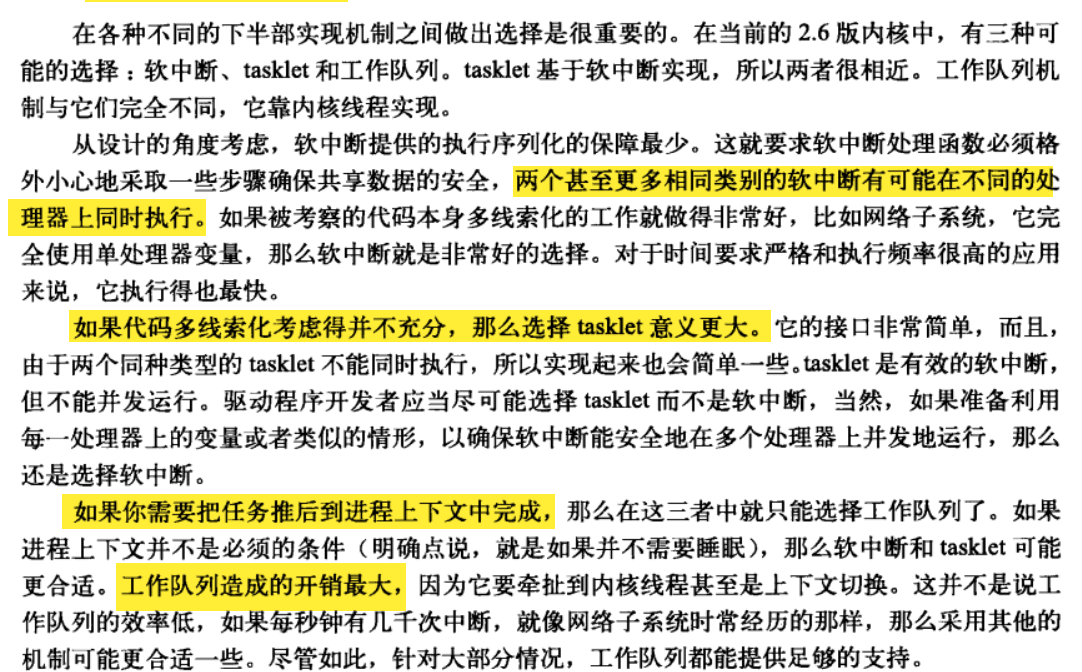 在各种不同的下半部实现机制之间做出选择是很重要的。在当前的 2.6 版内核中，有三种可
能的选择：软中断、tasklet 和工作队列。tasklet 基于软中断实现，所以两者很相近。工作队列机
制与它们完全不同，它靠内核线程实现。
从设计的角度考虑，软中断提供的执行序列化的保障最少。这就要求软中断处理函数必须格
外小心地采取一些步骤确保共享数据的安全，两个甚至更多相同类别的软中断有可能在不同的处
理器上同时执行。如果被考察的代码本身多线索化的工作就做得非常好，比如网络子系统，它完
全使用单处理器变量，那么软中断就是非常好的选择。对于时间要求严格和执行频率很高的应用
来说，它执行得也最快。
如果代码多线索化考虑得并不充分，那么选择 tasklet 意义更大。它的接口非常简单，而且，
由于两个同种类型的 tasklet 不能同时执行，所以实现起来也会简单一些。tasklet 是有效的软中断，
但不能并发运行。驱动程序开发者应当尽可能选择 tasklet 而不是软中断，当然，如果准备利用
每一处理器上的变量或者类似的情形，以确保软中断能安全地在多个处理器上并发地运行，那么
还是选择软中断。
如果你需要把任务推后到进程上下文中完成，那么在这三者中就只能选择工作队列了。如果
进程上下文并不是必须的条件（明确点说，就是如果并不需要睡眠），那么软中断和 tasklet 可能
更合适。工作队列造成的开销最大，因为它要牵扯到内核线程甚至是上下文切换。这并不是说工
作队列的效率低，如果每秒钟有几千次中断，就像网络子系统时常经历的那样，那么采用其他的
机制可能更合适一些。尽管如此，针对大部分情况，工作队列都能提供足够的支持。